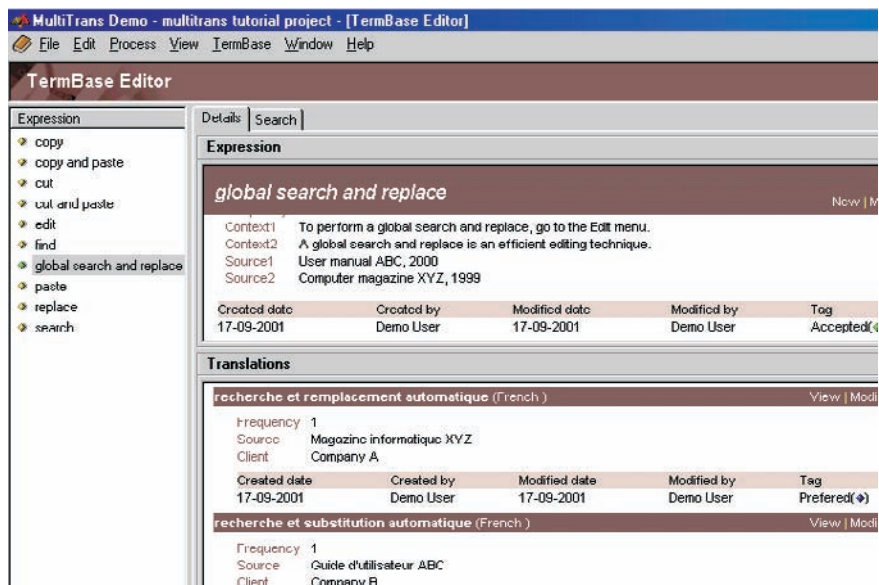 MultiTrans Demo - multitrans tutorial project - [TermBase Editor]
File Edit Process View TermBase Window Help
TermBase Editor
Expression
copy
copy and paste
cut
cut and paste
edit
find
global search and replace
paste
replace
search
Details Search
Expression
global search and replace
New | M
Context1 To perform a global search and replace, go to the Edit menu.
Context2 A global search and replace is an efficient editing technique.
Source1 User manual ABC, 2000
Source2 Computer magazine XYZ, 1999
Created date Created by Modified date Modified by Tag
17-09-2001 Demo User 17-09-2001 Demo User Accepted(
Translations
recherche et remplacement automatique (French ) View | Modi
Frequency 1
Source Magazine informatique XYZ
Client Company A
Created date Created by Modified date Modified by Tag
17-09-2001 Demo User 17-09-2001 Demo User Prefered( )
recherche et substitution automatique (French ) View | Modi
Frequency 1
Source Guide d'utilisateur ABC
Client Company B